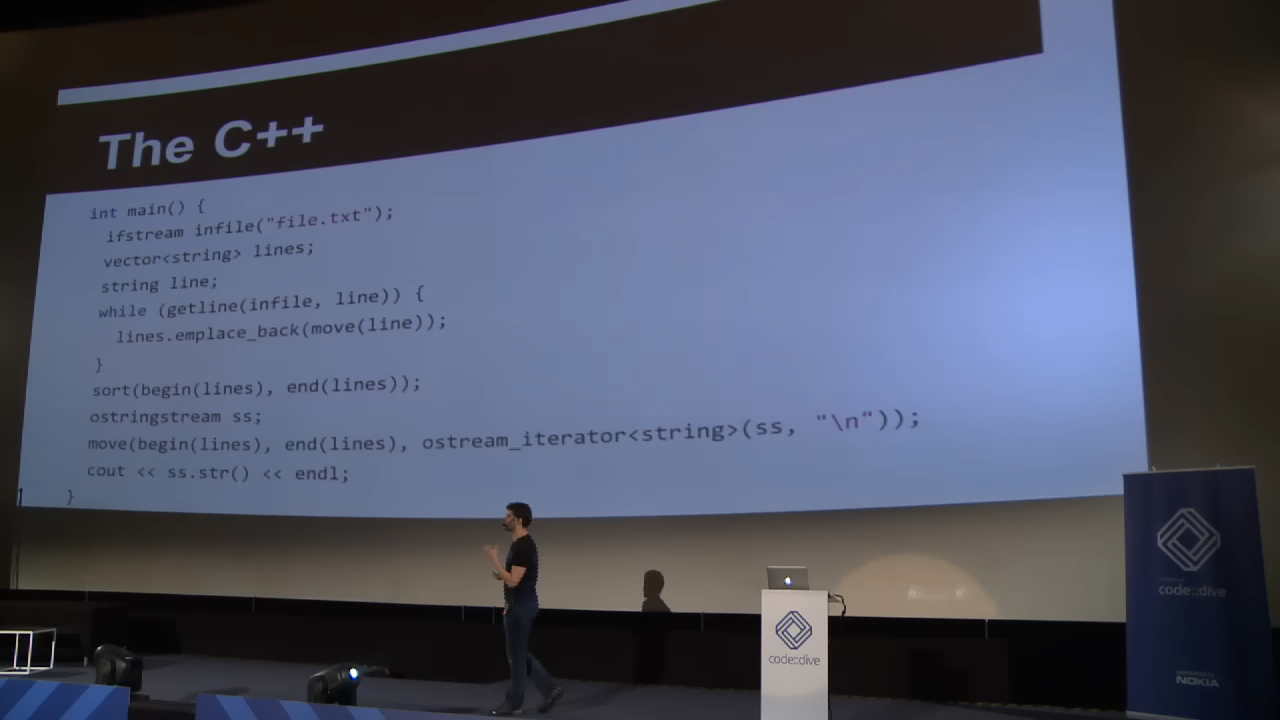 The C++
int main() {
ifstream infile("file.txt");
vector<string> lines;
string line;
while (getline(infile, line)) {
lines.emplace_back(move(line));
}
sort(begin(lines), end(lines));
ostringstream ss;
move(begin(lines), end(lines), ostream_iterator<string>(ss, "\n"));
cout << ss.str() << endl;
}
code::dive
code::dive
NOKIA